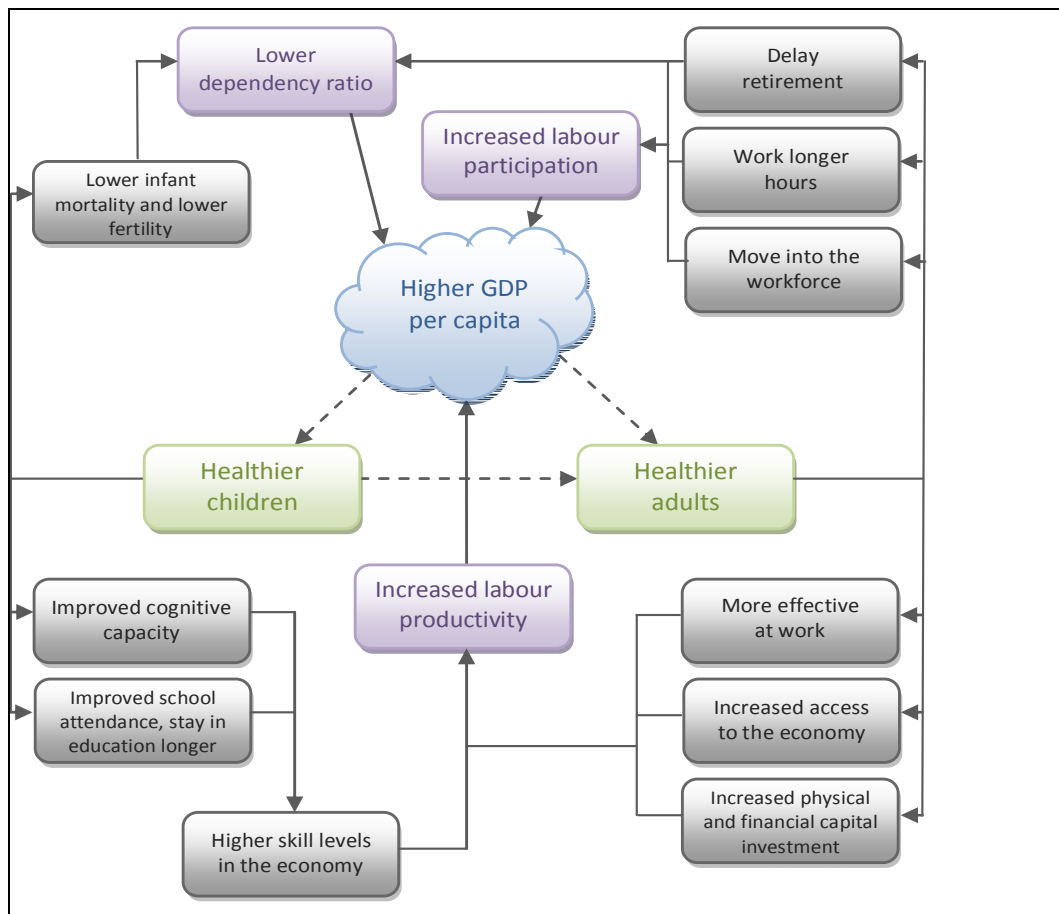 Lower
dependency ratio
Delay
retirement
Increased labour
participation
Work longer
hours
Lower infant
mortality and lower
fertility
Move into the
workforce
Higher GDP
per capita
Healthier
children
Healthier
adults
Increased labour
productivity
Improved cognitive
capacity
More effective
at work
Improved school
attendance, stay in
education longer
Increased access
to the economy
Higher skill levels
in the economy
Increased physical
and financial capital
investment